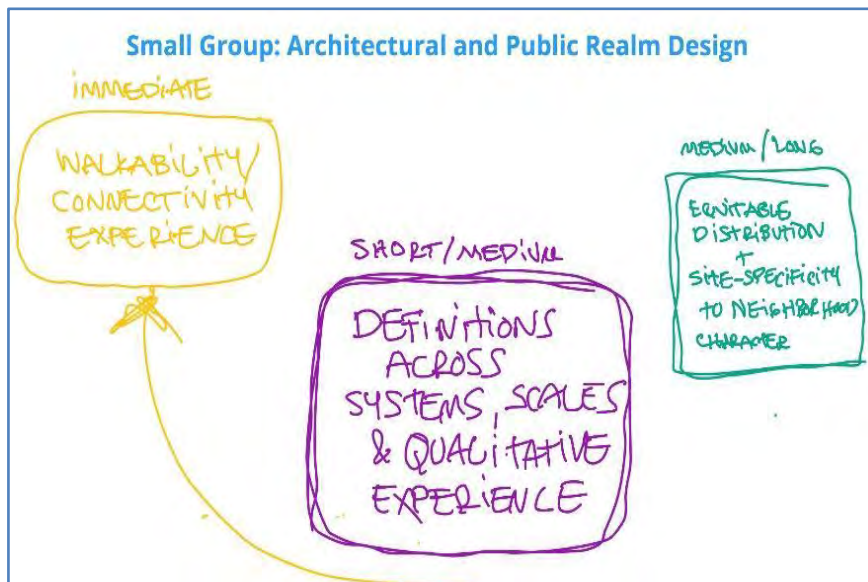 Small Group: Architectural and Public Realm Design
iMMEDiATE
WALKABiLiTY/
CONNECTiViTY
EXPERiENCE
SHORT/MEDiUM
DEFiNiTiONS
ACROSS
SYSTEMS, SCALES
& QUALiTATiVE
EXPERiENCE
MEDiUM/LONG
EQUiTABLE
DiSTRiBUTiON
+
SiTE-SPECiFiCiTY
TO NEiGHBORHOOD
CHARACTER